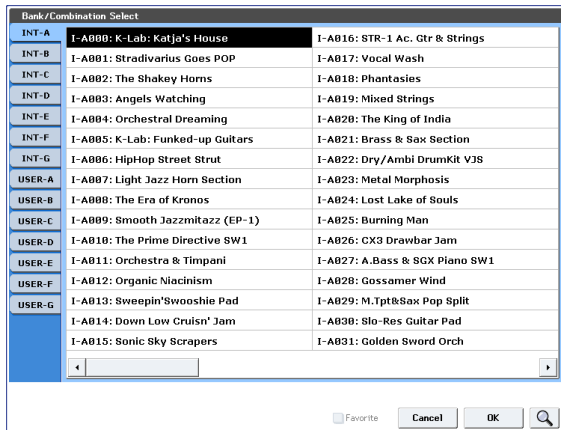 Bank/Combination Select
INT-A
INT-B
INT-C
INT-D
INT-E
INT-F
INT-G
USER-A
USER-B
USER-C
USER-D
USER-E
USER-F
USER-G
I-A000: K-Lab: Katja's House
I-A001: Stradivarius Goes POP
I-A002: The Shakey Horns
I-A003: Angels Watching
I-A004: Orchestral Dreaming
I-A005: K-Lab: Funked-up Guitars
I-A006: HipHop Street Strut
I-A007: Light Jazz Horn Section
I-A008: The Era of Kronos
I-A009: Smooth Jazzmitazz (EP-1)
I-A010: The Prime Directive SW1
I-A011: Orchestra & Timpani
I-A012: Organic Niacinism
I-A013: Sweepin'Swooshie Pad
I-A014: Down Low Cruisn' Jam
I-A015: Sonic Sky Scrapers
I-A016: STR-1 Ac. Gtr & Strings
I-A017: Vocal Wash
I-A018: Phantasies
I-A019: Mixed Strings
I-A020: The King of India
I-A021: Brass & Sax Section
I-A022: Dry/Ambi DrumKit VJS
I-A023: Metal Morphosis
I-A024: Lost Lake of Souls
I-A025: Burning Man
I-A026: CX3 Drawbar Jam
I-A027: A.Bass & SGX Piano SW1
I-A028: Gossamer Wind
I-A029: M.Tpt&Sax Pop Split
I-A030: Slo-Res Guitar Pad
I-A031: Golden Sword Orch
Favorite
Cancel
OK